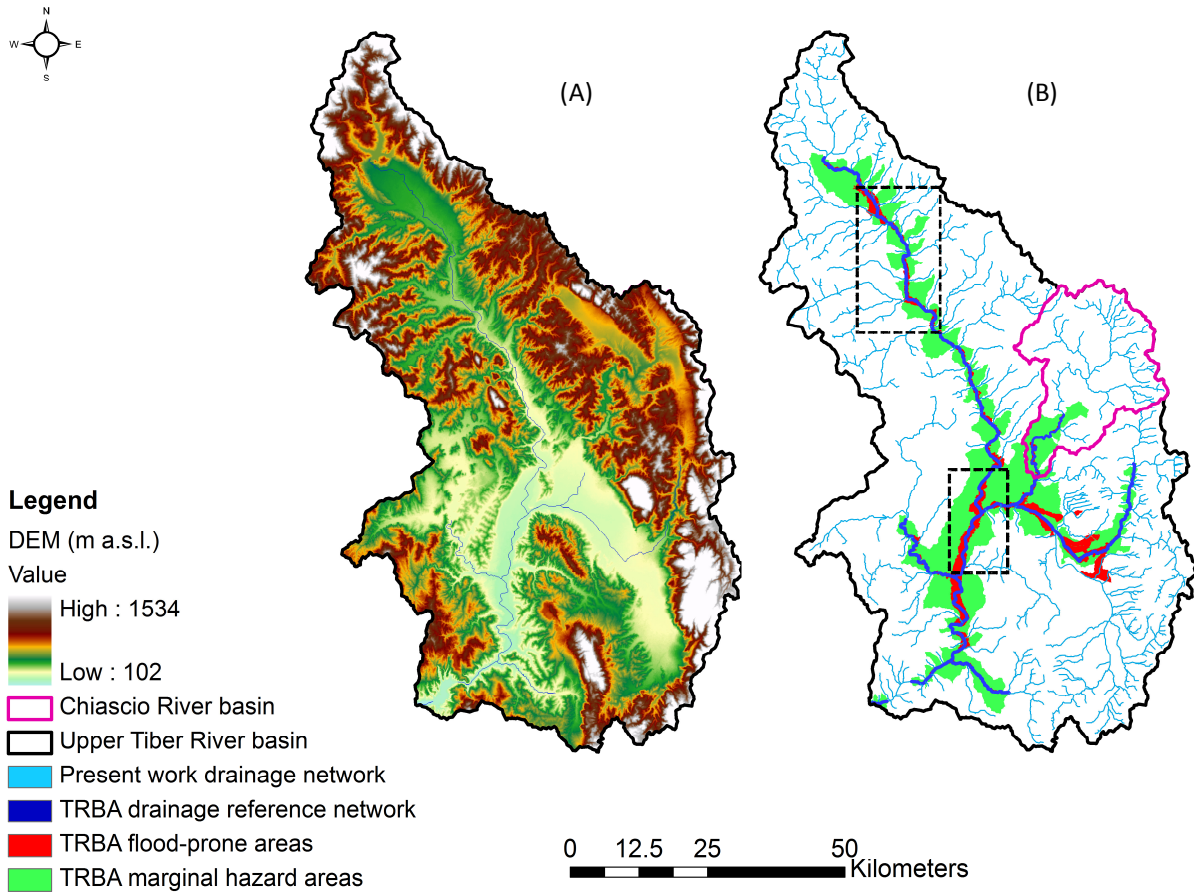 N
W E
S
(A)
(B)
Legend
DEM (m a.s.l.)
Value
High : 1534
Low : 102
Chiascio River basin
Upper Tiber River basin
Present work drainage network
TRBA drainage reference network
TRBA flood-prone areas
TRBA marginal hazard areas
0 12.5 25 50
Kilometers